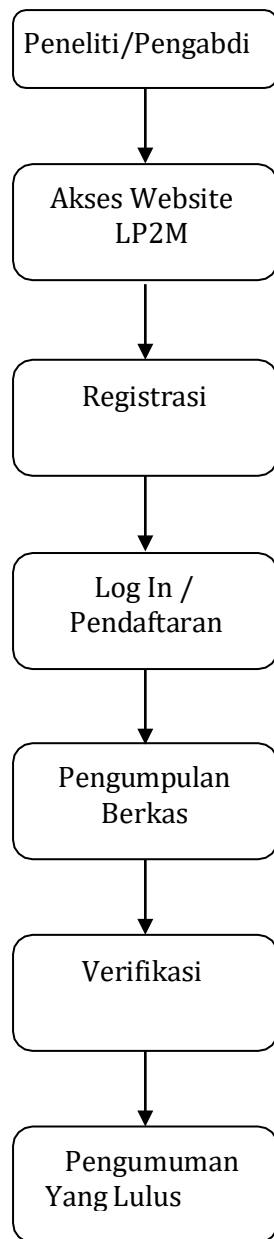 Peneliti/Pengabdi
Akses Website
LP2M
Registrasi
Log In /
Pendaftaran
Pengumpulan
Berkas
Verifikasi
Pengumuman
Yang Lulus